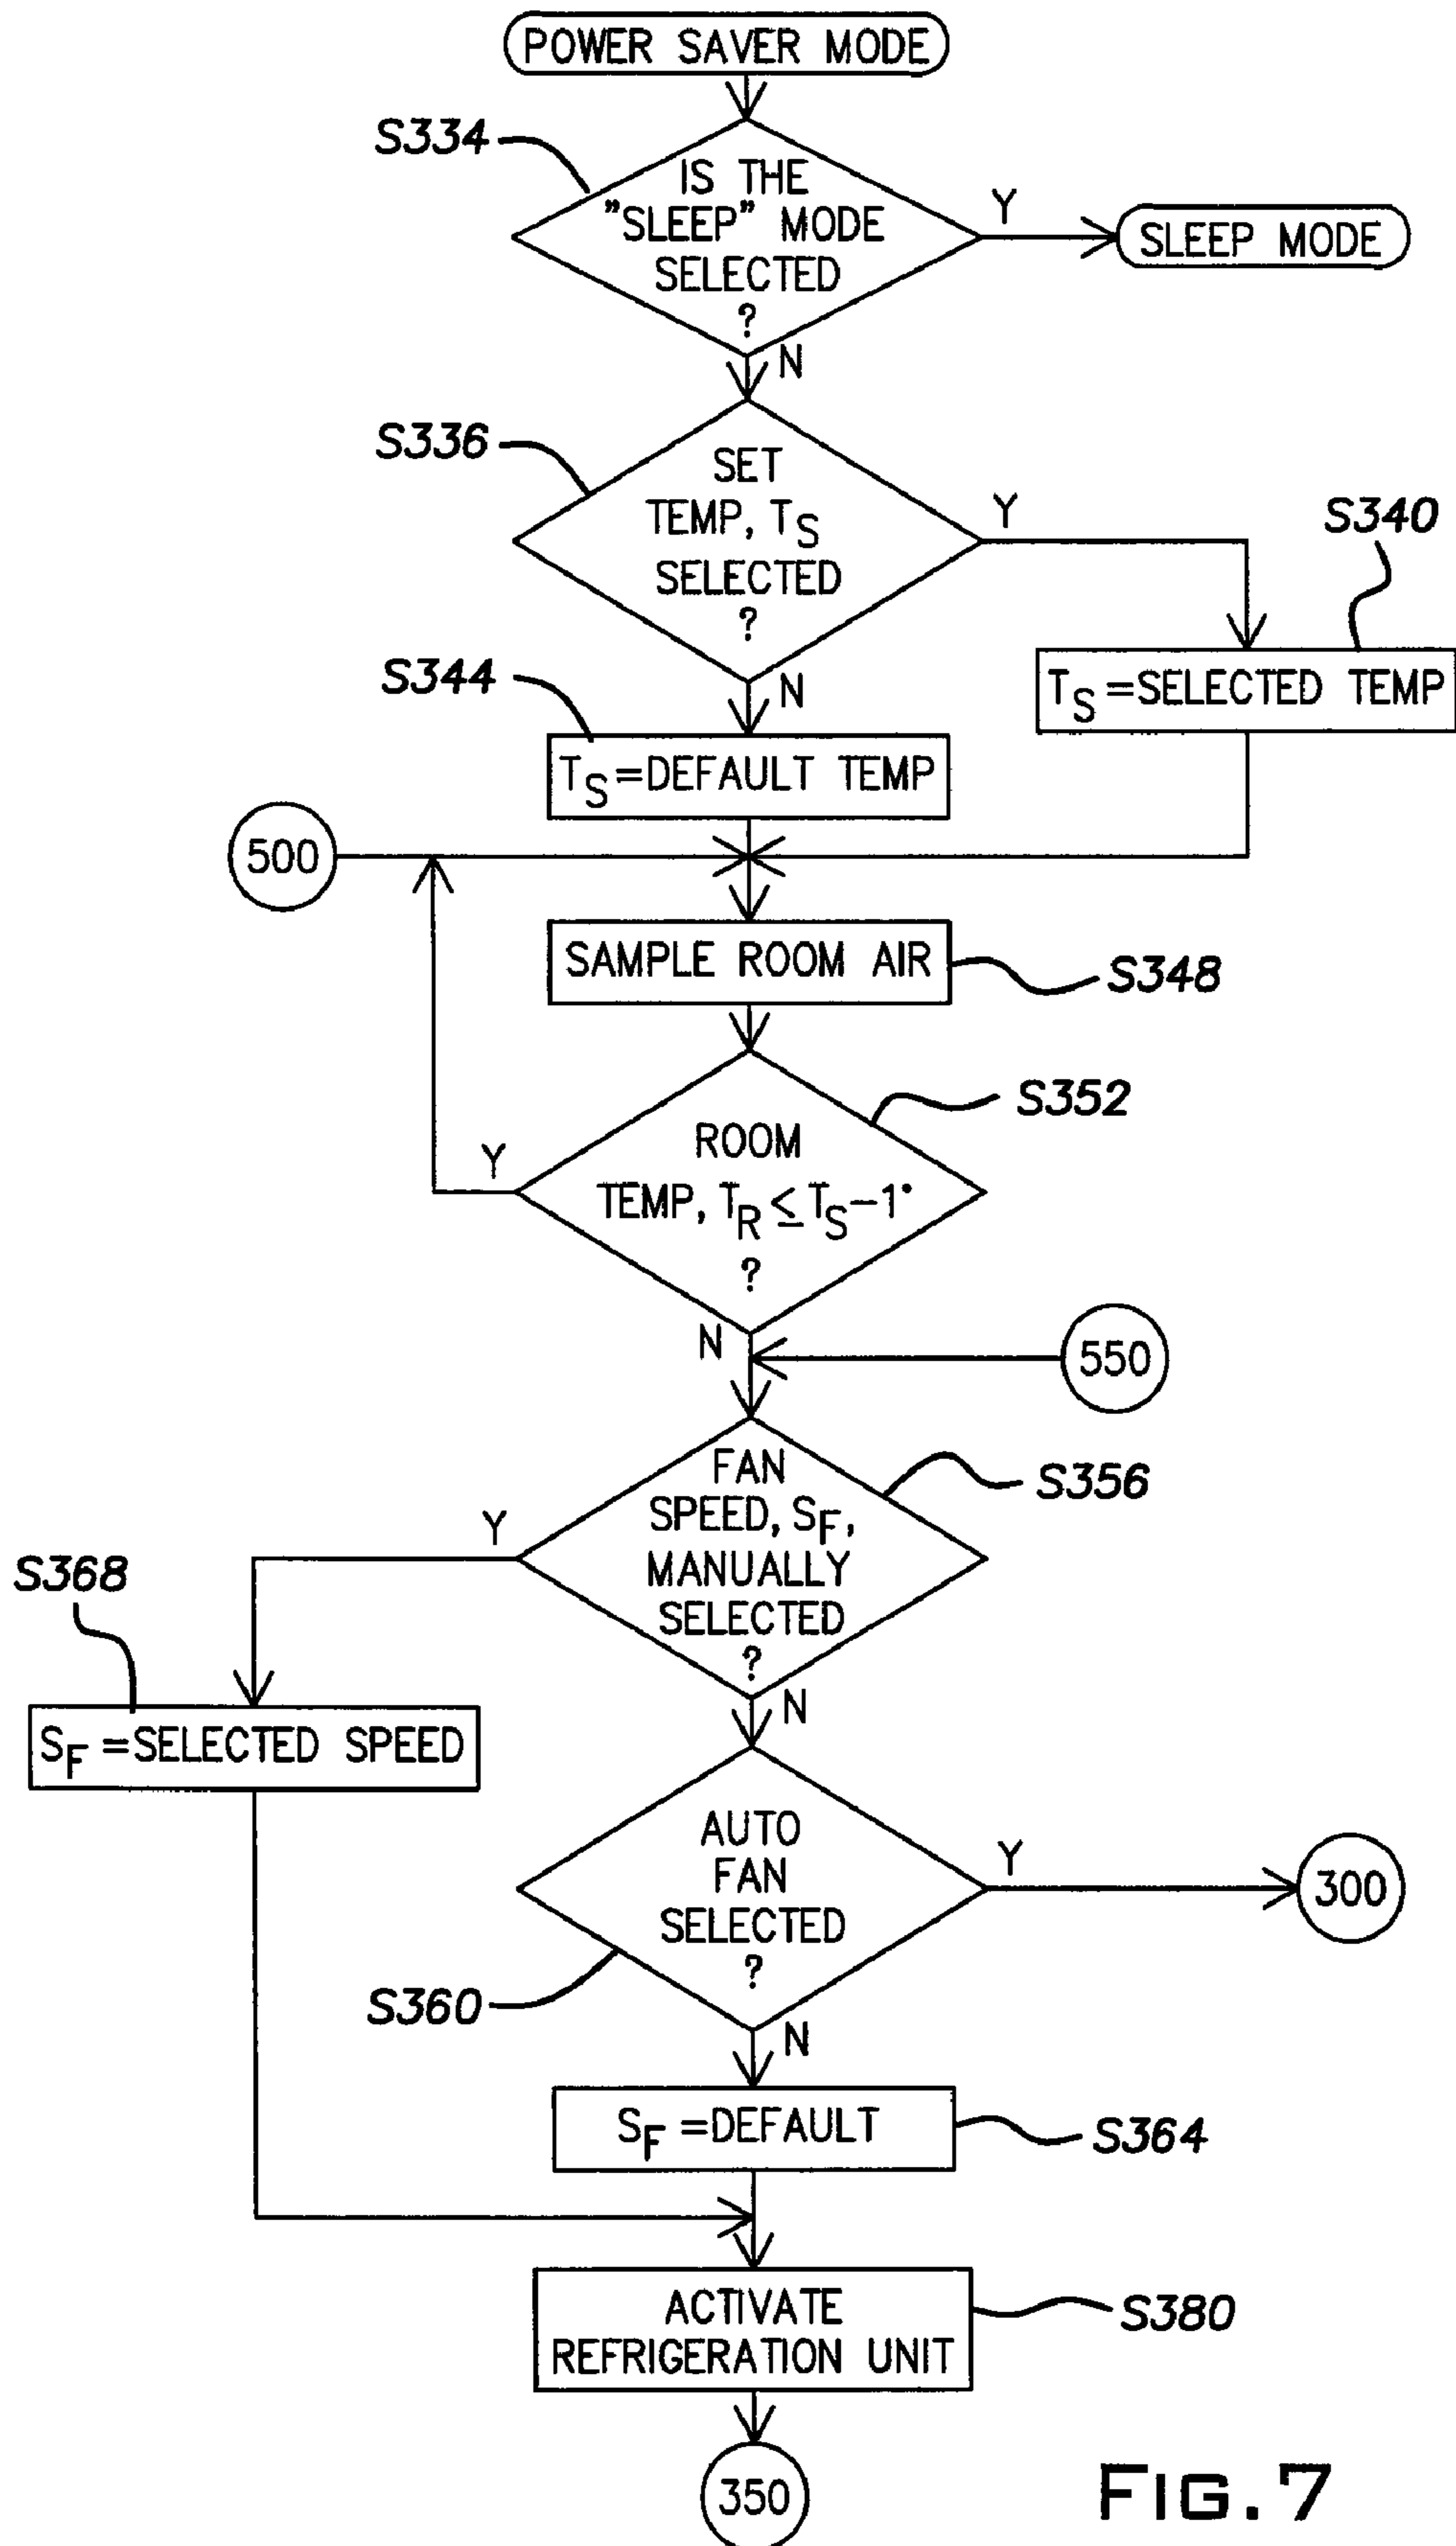 POWER SAVER MODE
S334
IS THE
"SLEEP" MODE
SELECTED
?
Y
SLEEP MODE
N
S336
SET
TEMP, TS
SELECTED
?
Y
S340
TS=SELECTED TEMP
N
S344
TS=DEFAULT TEMP
500
SAMPLE ROOM AIR
S348
S352
Y
ROOM
TEMP, TR≤TS-1°
?
N
550
FAN
SPEED, SF,
MANUALLY
SELECTED
?
S356
Y
S368
SF=SELECTED SPEED
N
AUTO
FAN
SELECTED
?
Y
300
S360
N
SF=DEFAULT
S364
ACTIVATE
REFRIGERATION UNIT
S380
350
FIG. 7